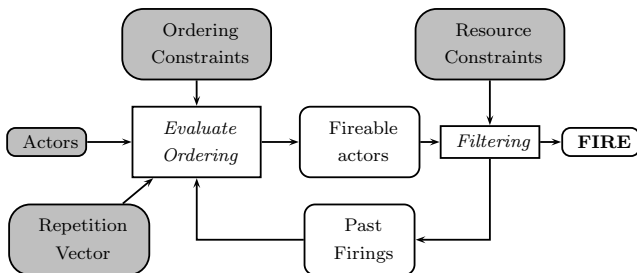 Ordering
Constraints
Resource
Constraints
Actors
Evaluate
Ordering
Fireable
actors
Filtering
FIRE
Repetition
Vector
Past
Firings